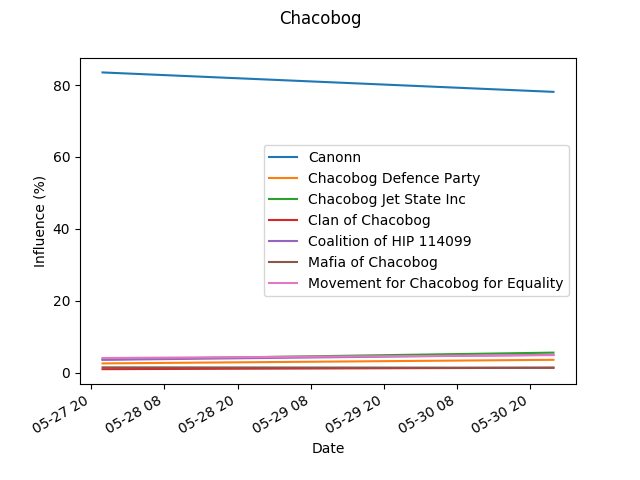 Chacobog
80
60
40
20
0
Influence (%)
Canonn
Chacobog Defence Party
Chacobog Jet State Inc
Clan of Chacobog
Coalition of HIP 114099
Mafia of Chacobog
Movement for Chacobog for Equality
05-27 20
05-28 08
05-28 20
05-29 08
05-29 20
05-30 08
05-30 20
Date